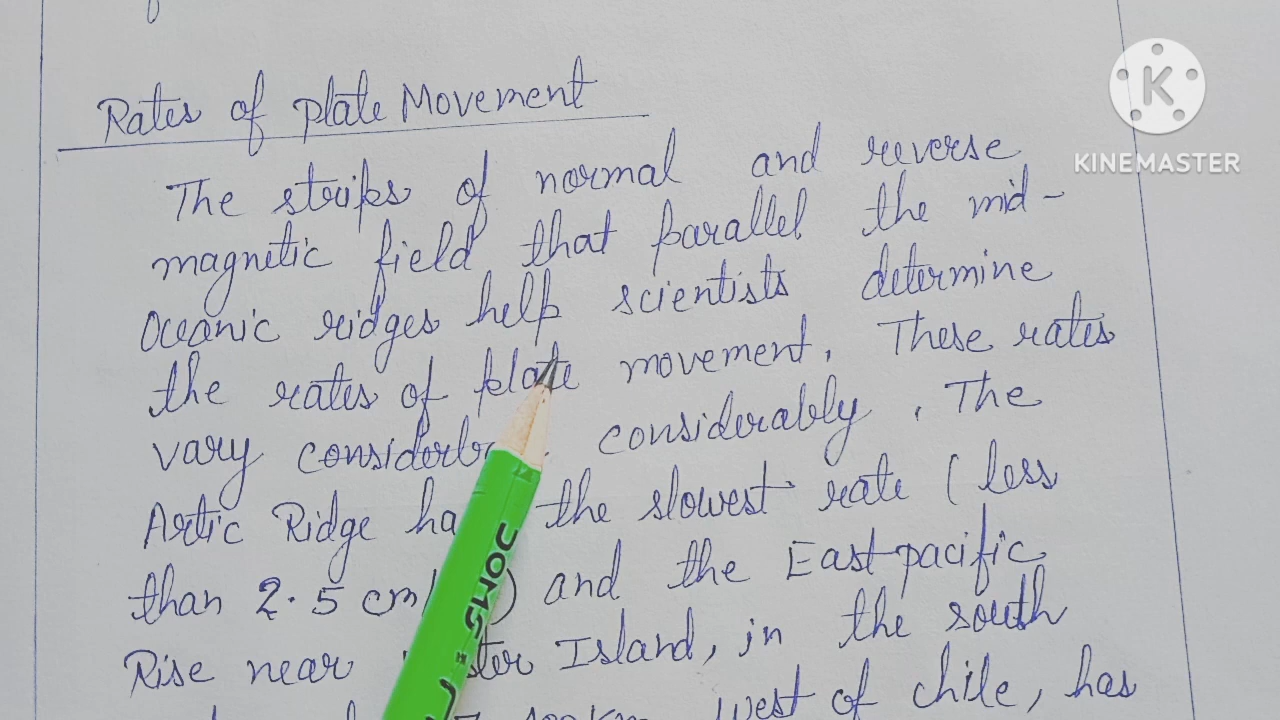 Rates of plate Movement
The strips of normal and reverse
magnetic field that parallel the mid-
Oceanic ridges help scientists determine
the rates of plate movement. These rates
vary considerably. The
Artic Ridge the slowest rate (less
than 2.5 cm/ ) and the East pacific
Rise near Island, in the south
west of chile, has
K
KINEMASTER
DOMS